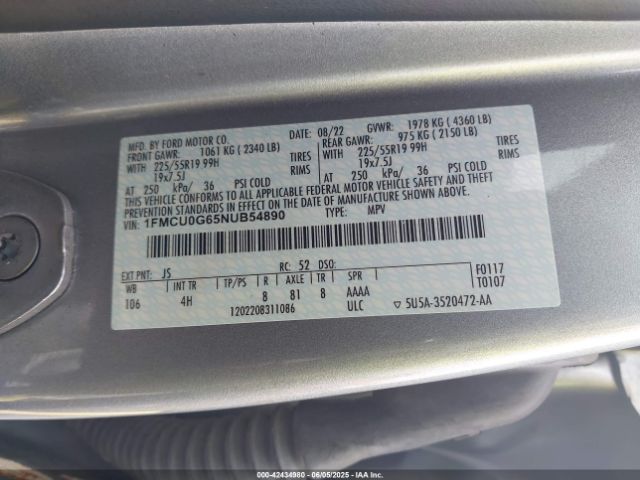 MFD. BY FORD MOTOR CO. DATE: 08/22 GVWR: 1978 KG ( 4360 LB)
FRONT GAWR: 1061 KG ( 2340 LB) REAR GAWR: 975 KG ( 2150 LB)
WITH 225/55R19 99H TIRES WITH 225/55R19 99H TIRES
19x7.5J RIMS 19x7.5J RIMS
AT 250 kPa/ 36 PSI COLD AT 250 kPa/ 36 PSI COLD
THIS VEHICLE CONFORMS TO ALL APPLICABLE FEDERAL MOTOR VEHICLE SAFETY AND THEFT
PREVENTION STANDARDS IN EFFECT ON THE DATE OF MANUFACTURE SHOWN ABOVE.
VIN: 1FMCU0G65NUB54890 TYPE: MPV
EXT PNT: JS RC: 52 DSO: F0117
WB INT TR TP/PS R AXLE TR SPR T0107
106 4H 8 81 8 AAAA
1202208311086 ULC ▽ 5U5A-3520472-AA
000-42434980 - 06/05/2025 - IAAI.COM